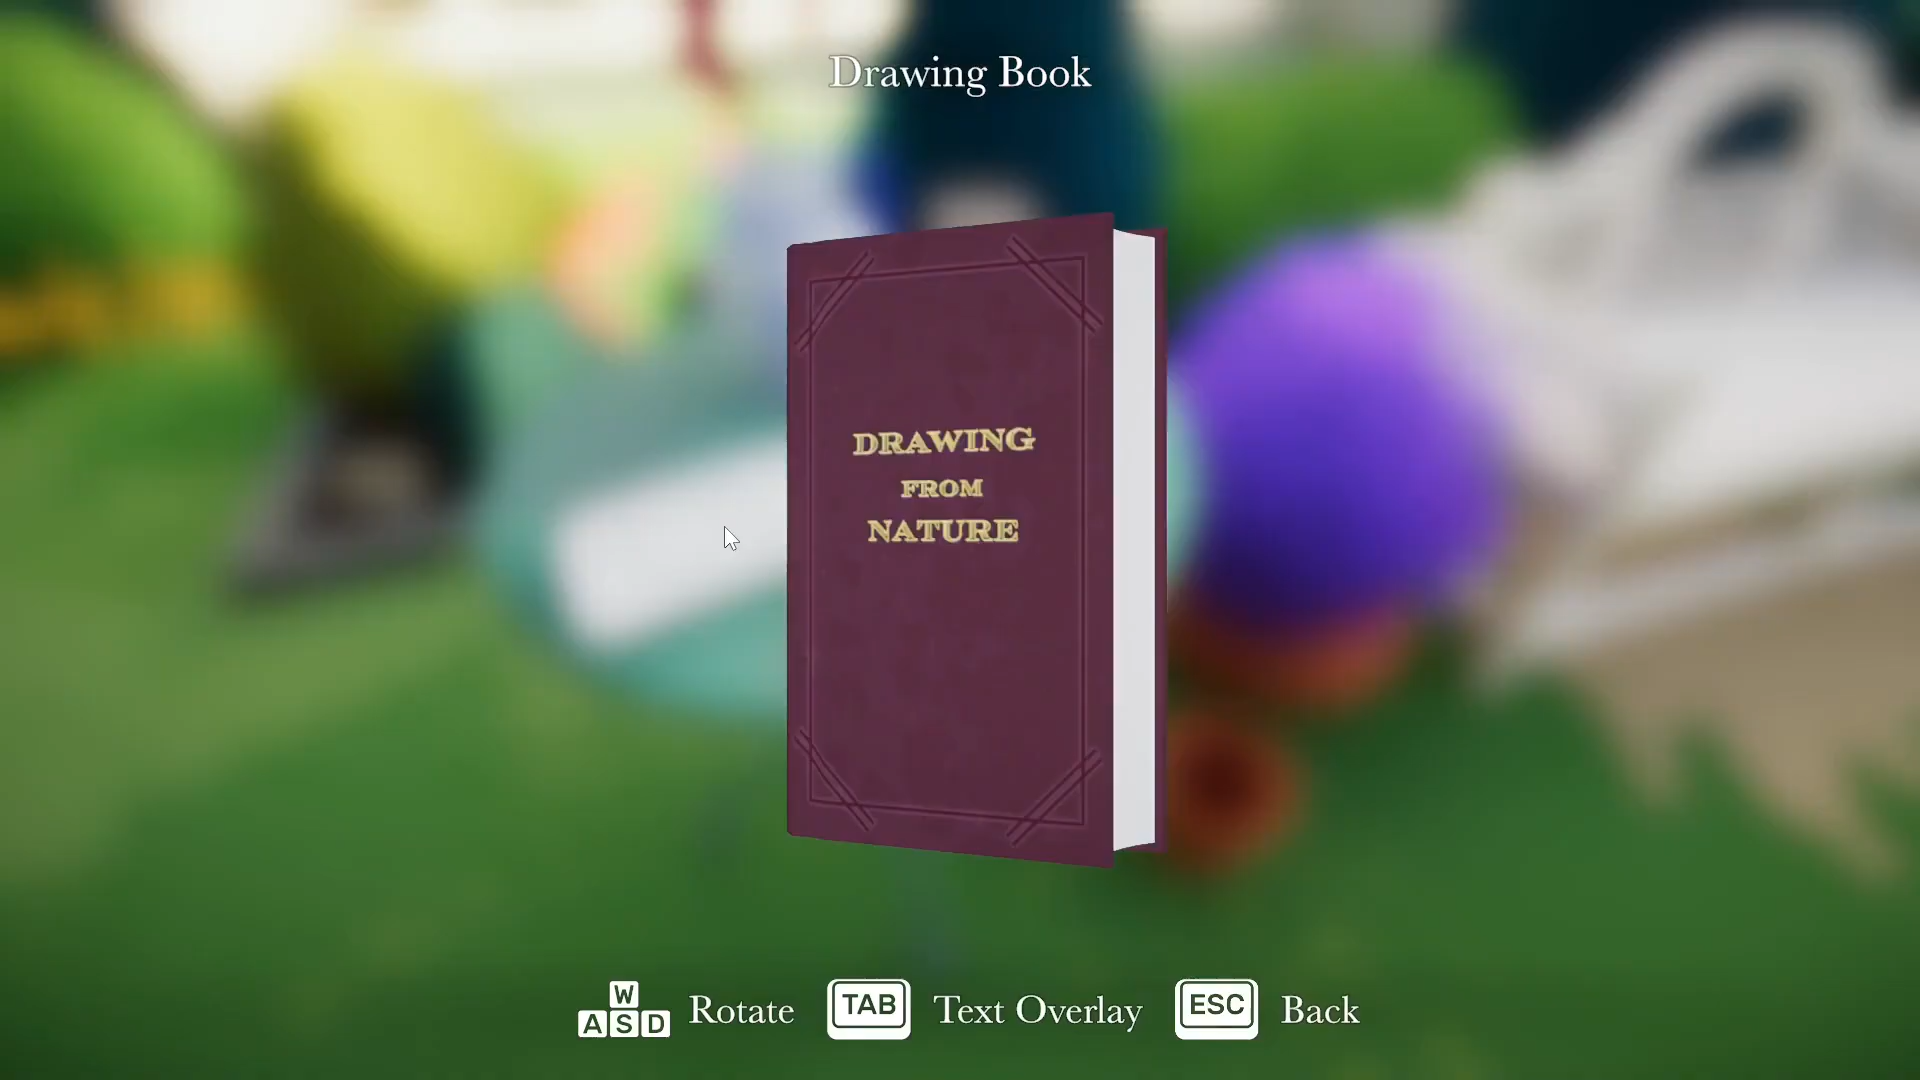 Drawing Book
DRAWING
FROM
NATURE
W
A S D Rotate TAB Text Overlay ESC Back